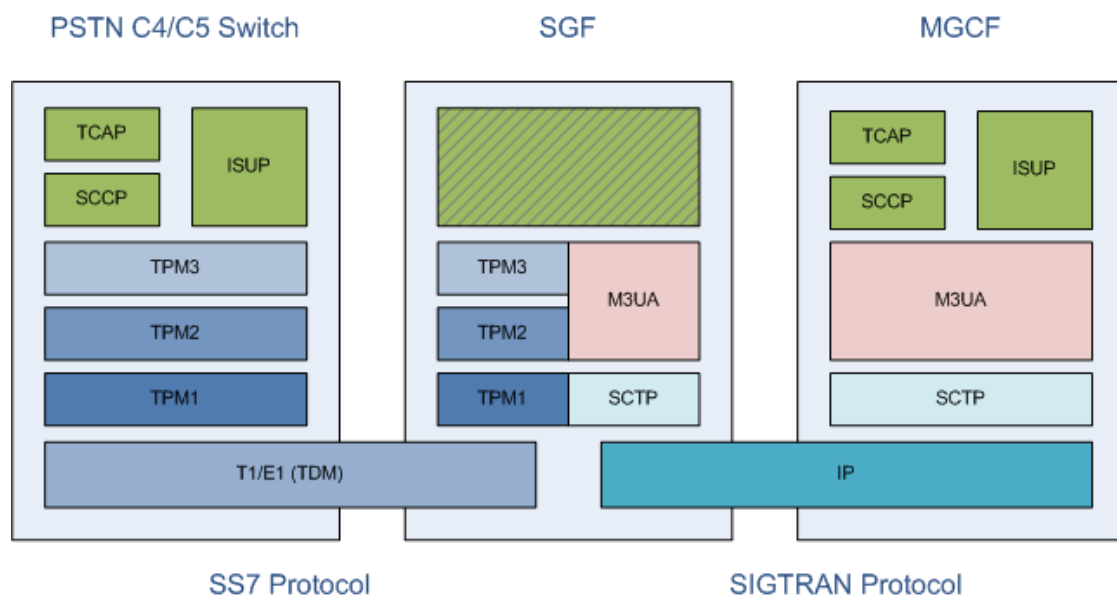 PSTN C4/C5 Switch
SGF
MGCF
TCAP
ISUP
SCCP
TPM3
TPM2
TPM1
TPM3
M3UA
TPM2
TPM1
SCTP
TCAP
ISUP
SCCP
M3UA
SCTP
T1/E1 (TDM)
IP
SS7 Protocol
SIGTRAN Protocol